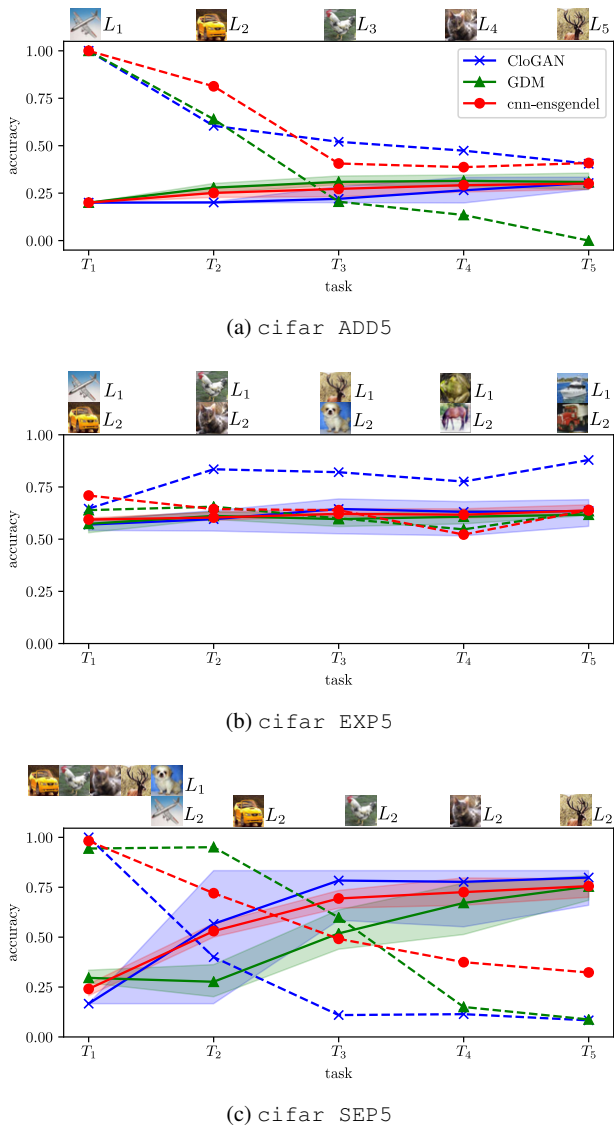 L₁ L₂ L₃ L₄ L₅
1.00
0.75
0.50
0.25
0.00
accuracy
CloGAN
GDM
cnn-ensgendel
T₁ T₂ T₃ T₄ T₅
task
(a) cifar ADD5
L₁ L₁ L₁ L₁ L₁
L₂ L₂ L₂ L₂ L₂
1.00
0.75
0.50
0.25
0.00
accuracy
T₁ T₂ T₃ T₄ T₅
task
(b) cifar EXP5
L₁
L₂ L₂ L₂ L₂ L₂
1.00
0.75
0.50
0.25
0.00
accuracy
T₁ T₂ T₃ T₄ T₅
task
(c) cifar SEP5